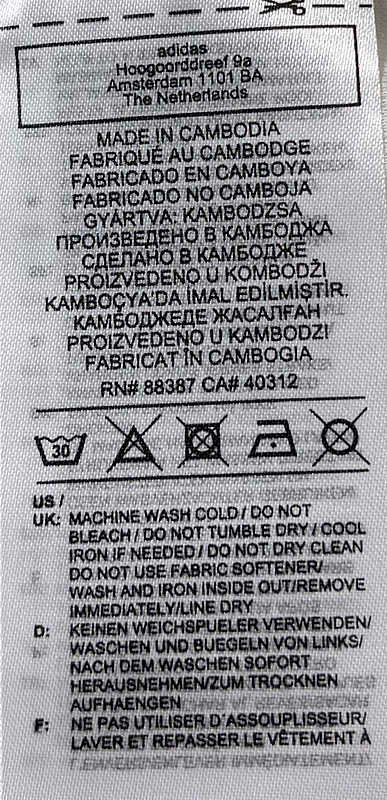 adidas
Hoogoorddreef 9a
Amsterdam 1101 BA
The Netherlands
MADE IN CAMBODIA
FABRIQUÉ AU CAMBODGE
FABRICADO EN CAMBOYA
FABRICADO NO CAMBOJA
GYÁRTVA: KAMBODZSA
ПРОИЗВЕДЕНО В КАМБОДЖА
СДЕЛАНО В КАМБОДЖЕ
PROIZVEDENO U KOMBODŽI
KAMBOÇYA'DA İMAL EDİLMİŞTİR.
КАМБОДЖЕДЕ ЖАСАЛҒАН
PROIZVEDENO U KAMBODZI
FABRICAT ÎN CAMBOGIA
RN# 88387 CA# 40312
30
US /
UK: MACHINE WASH COLD / DO NOT
BLEACH / DO NOT TUMBLE DRY / COOL
IRON IF NEEDED / DO NOT DRY CLEAN
DO NOT USE FABRIC SOFTENER/
WASH AND IRON INSIDE OUT/REMOVE
IMMEDIATELY/LINE DRY
D: KEINEN WEICHSPUELER VERWENDEN/
WASCHEN UND BUEGELN VON LINKS/
NACH DEM WASCHEN SOFORT
HERAUSNEHMEN/ZUM TROCKNEN
AUFHAENGEN
F: NE PAS UTILISER D'ASSOUPLISSEUR/
LAVER ET REPASSER LE VÊTEMENT À